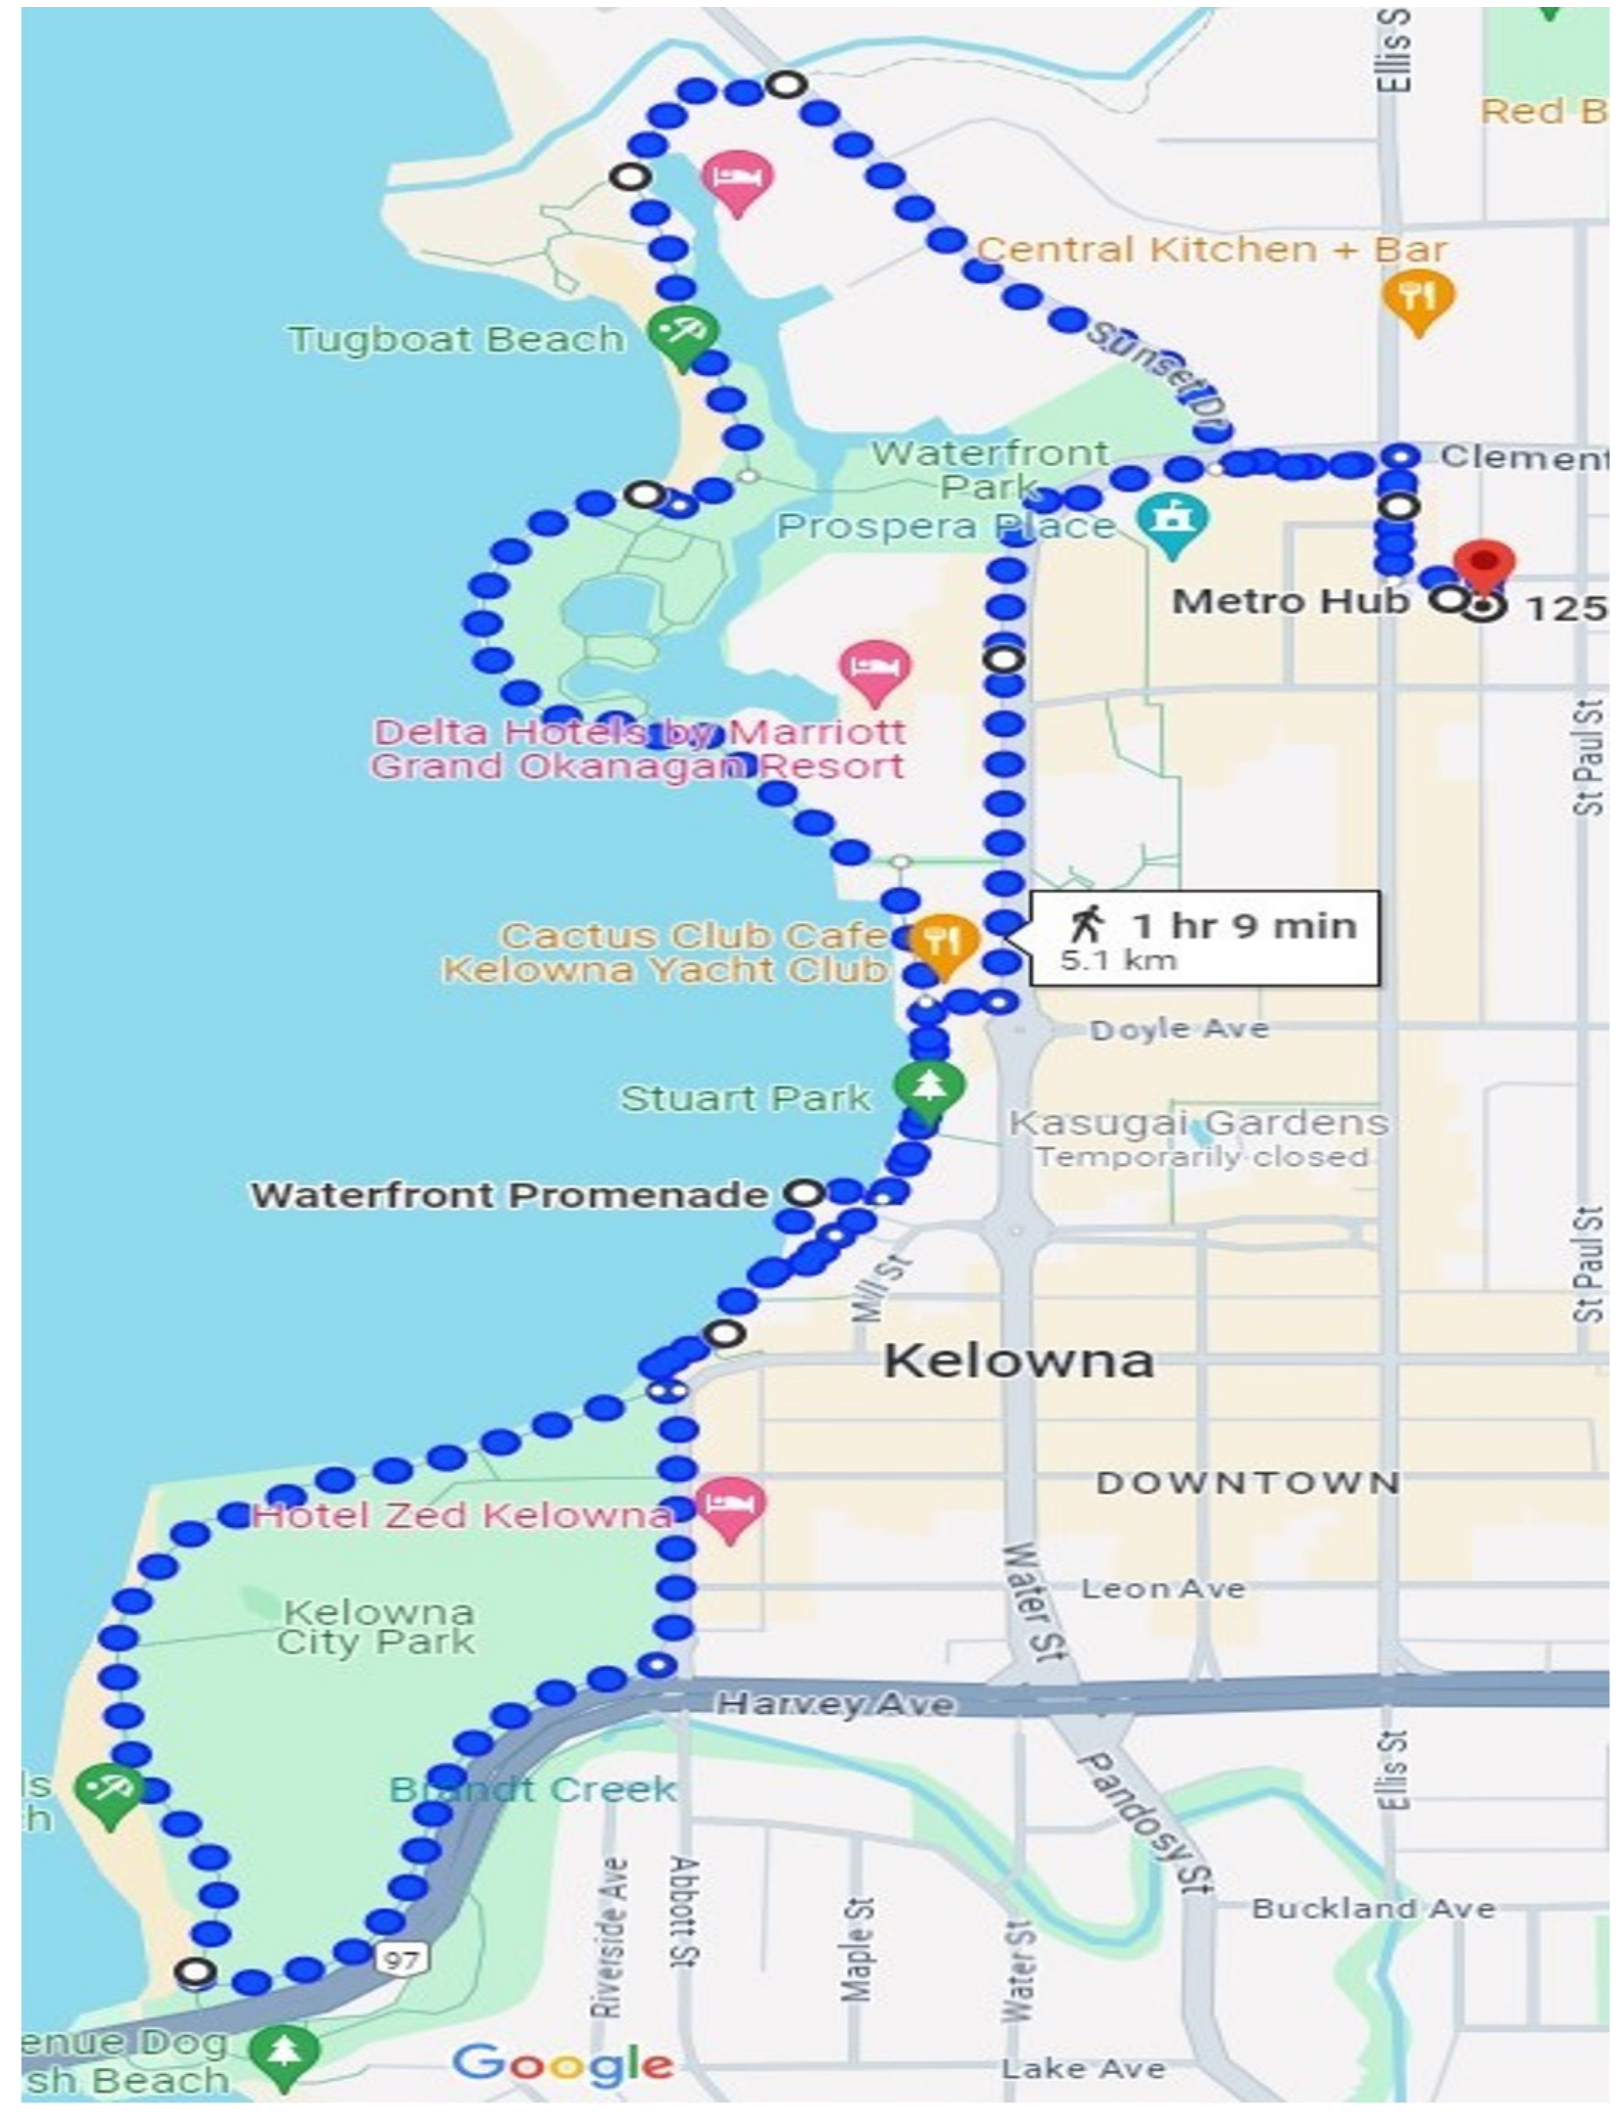 Ellis S
Red B
Central Kitchen + Bar
Tugboat Beach
Sunset Dr
Waterfront
Park
Clement
Prospera Place
Metro Hub
125
St Paul St
Delta Hotels by Marriott
Grand Okanagan Resort
1 hr 9 min
5.1 km
Cactus Club Cafe
Kelowna Yacht Club
Doyle Ave
Stuart Park
Kasugai Gardens
Temporarily closed
Waterfront Promenade
St Paul St
Mill St
Kelowna
DOWNTOWN
Hotel Zed Kelowna
Water St
Leon Ave
Kelowna
City Park
Harvey Ave
ls
h
Brandt Creek
Ellis St
Pandosy St
Riverside Ave
Abbott St
Maple St
Water St
Buckland Ave
97
enue Dog
sh Beach
Google
Lake Ave